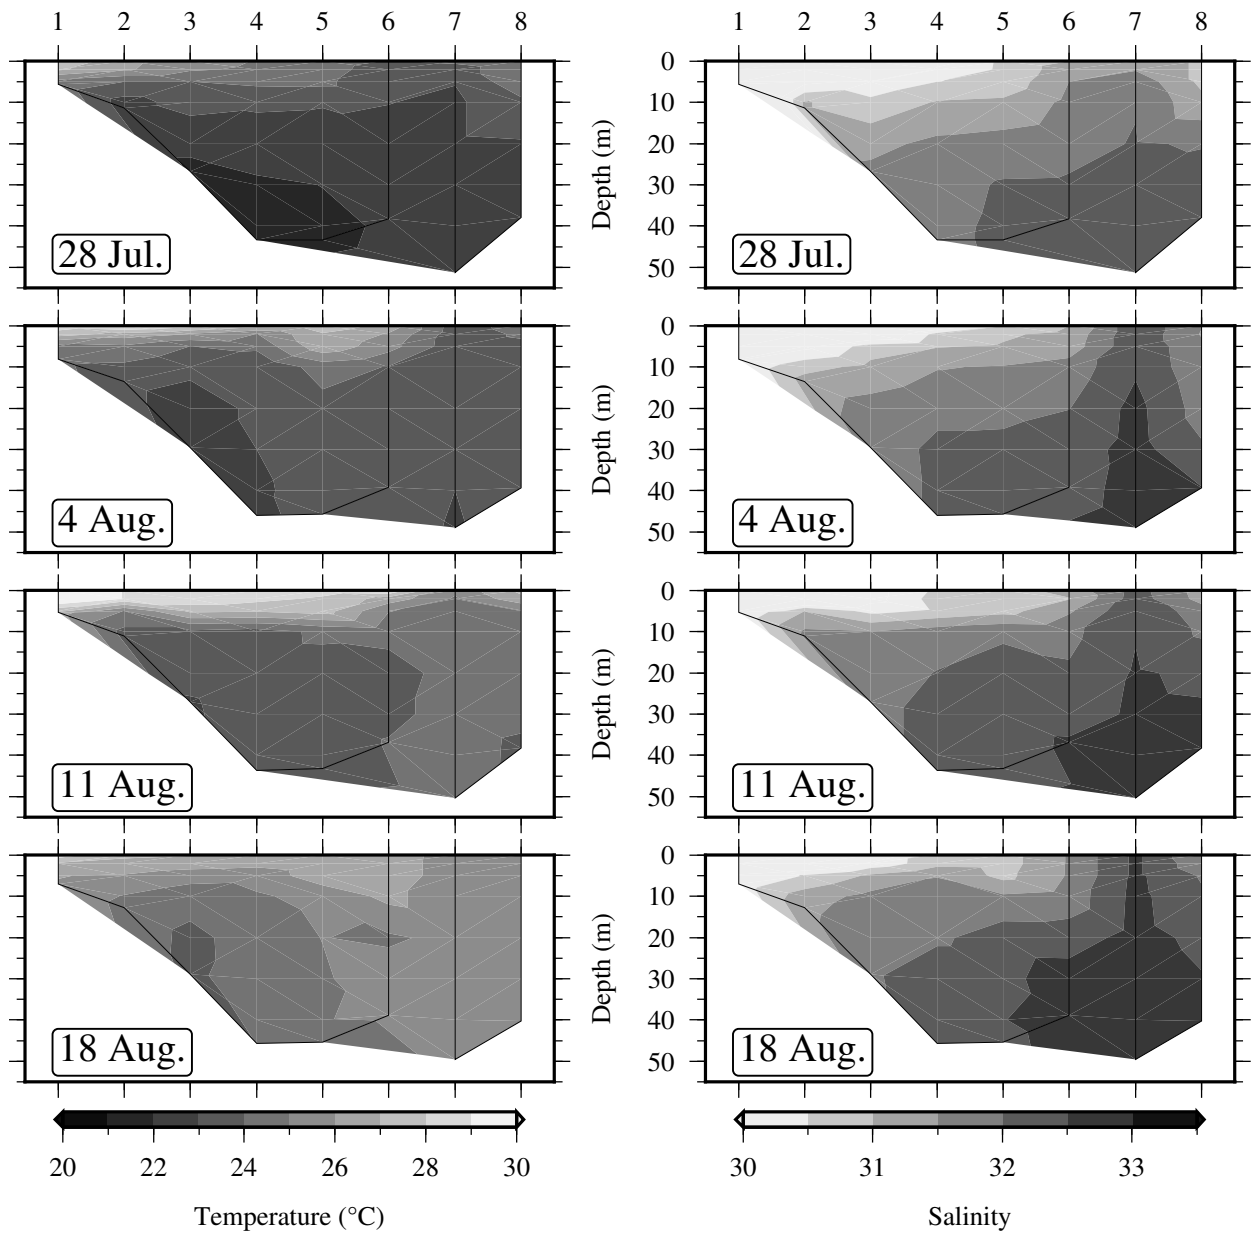 1 2 3 4 5 6 7 8 1 2 3 4 5 6 7 8
0
10
20
30
40
50
Depth (m)
28 Jul. 28 Jul.
0
10
20
30
40
50
Depth (m)
4 Aug. 4 Aug.
0
10
20
30
40
50
Depth (m)
11 Aug. 11 Aug.
0
10
20
30
40
50
Depth (m)
18 Aug. 18 Aug.
20 22 24 26 28 30 30 31 32 33
Temperature (°C) Salinity